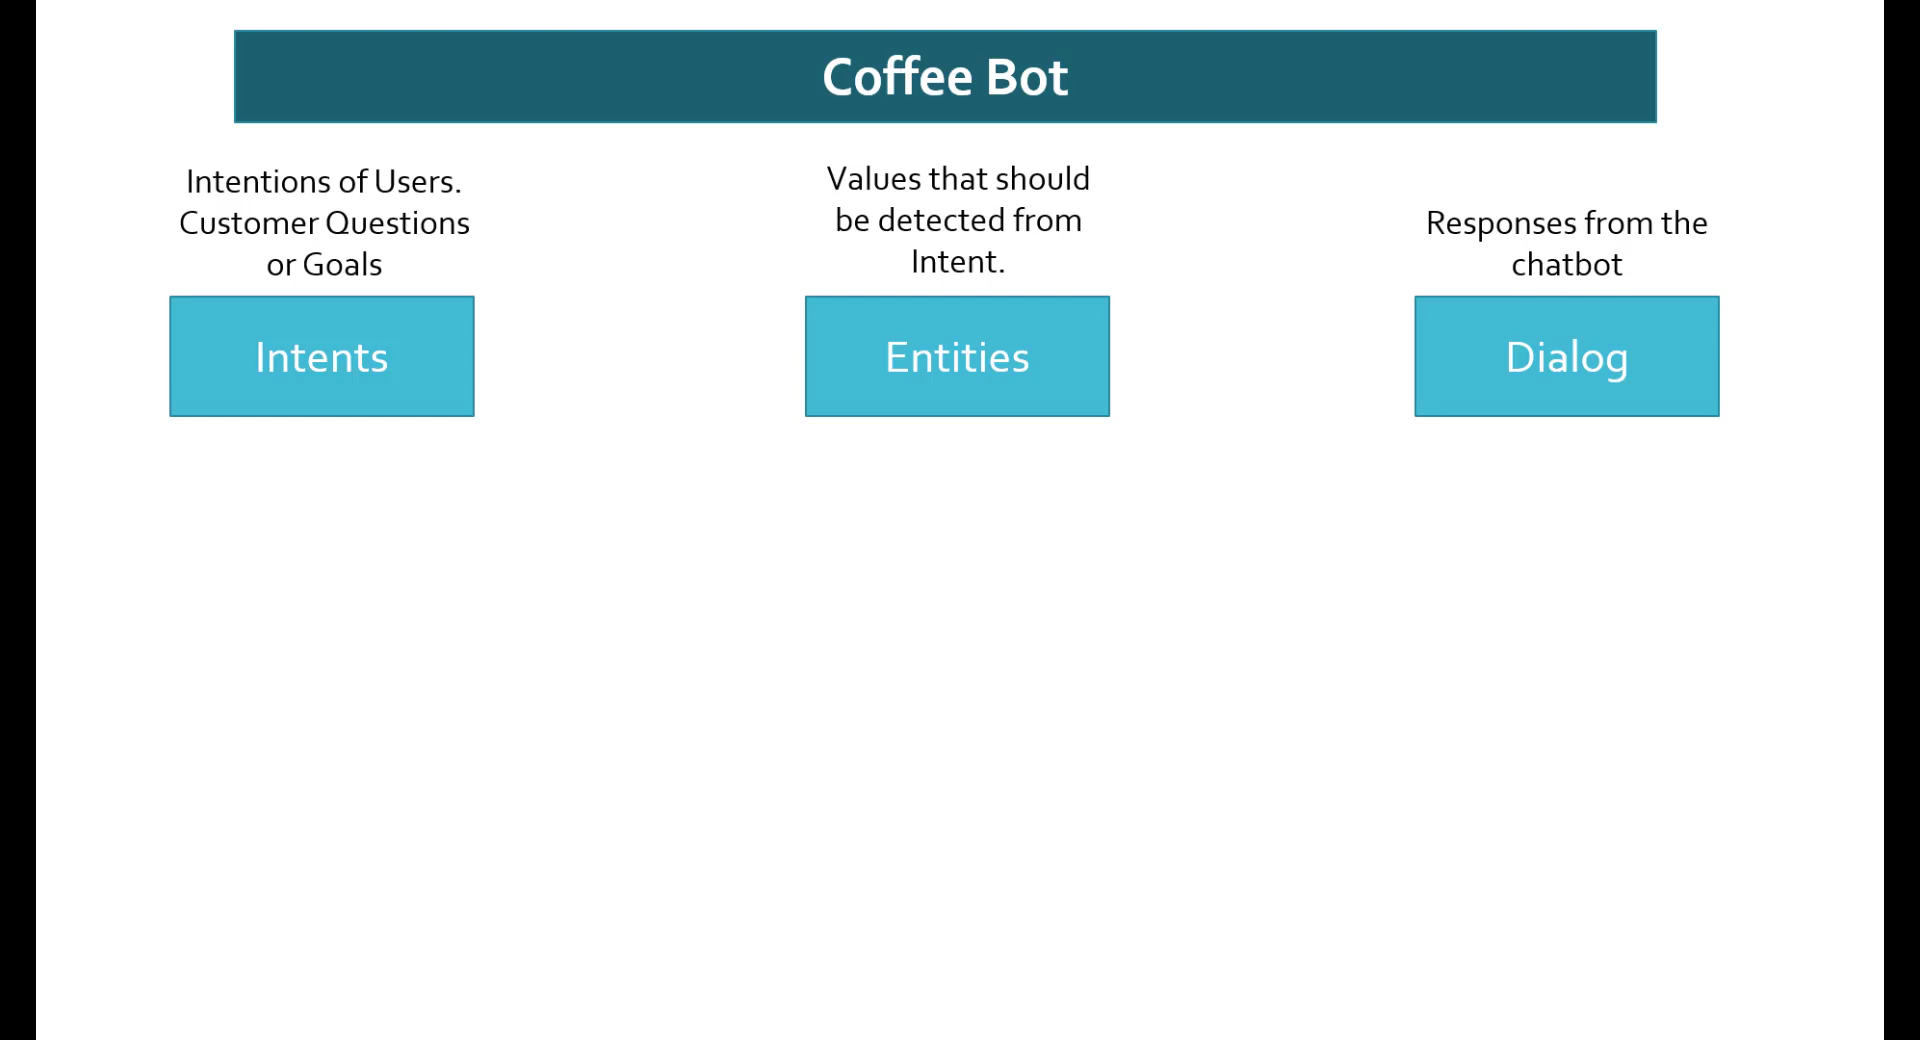 Coffee Bot
Intentions of Users.
Customer Questions
or Goals
Intents
Values that should
be detected from
Intent.
Entities
Responses from the
chatbot
Dialog